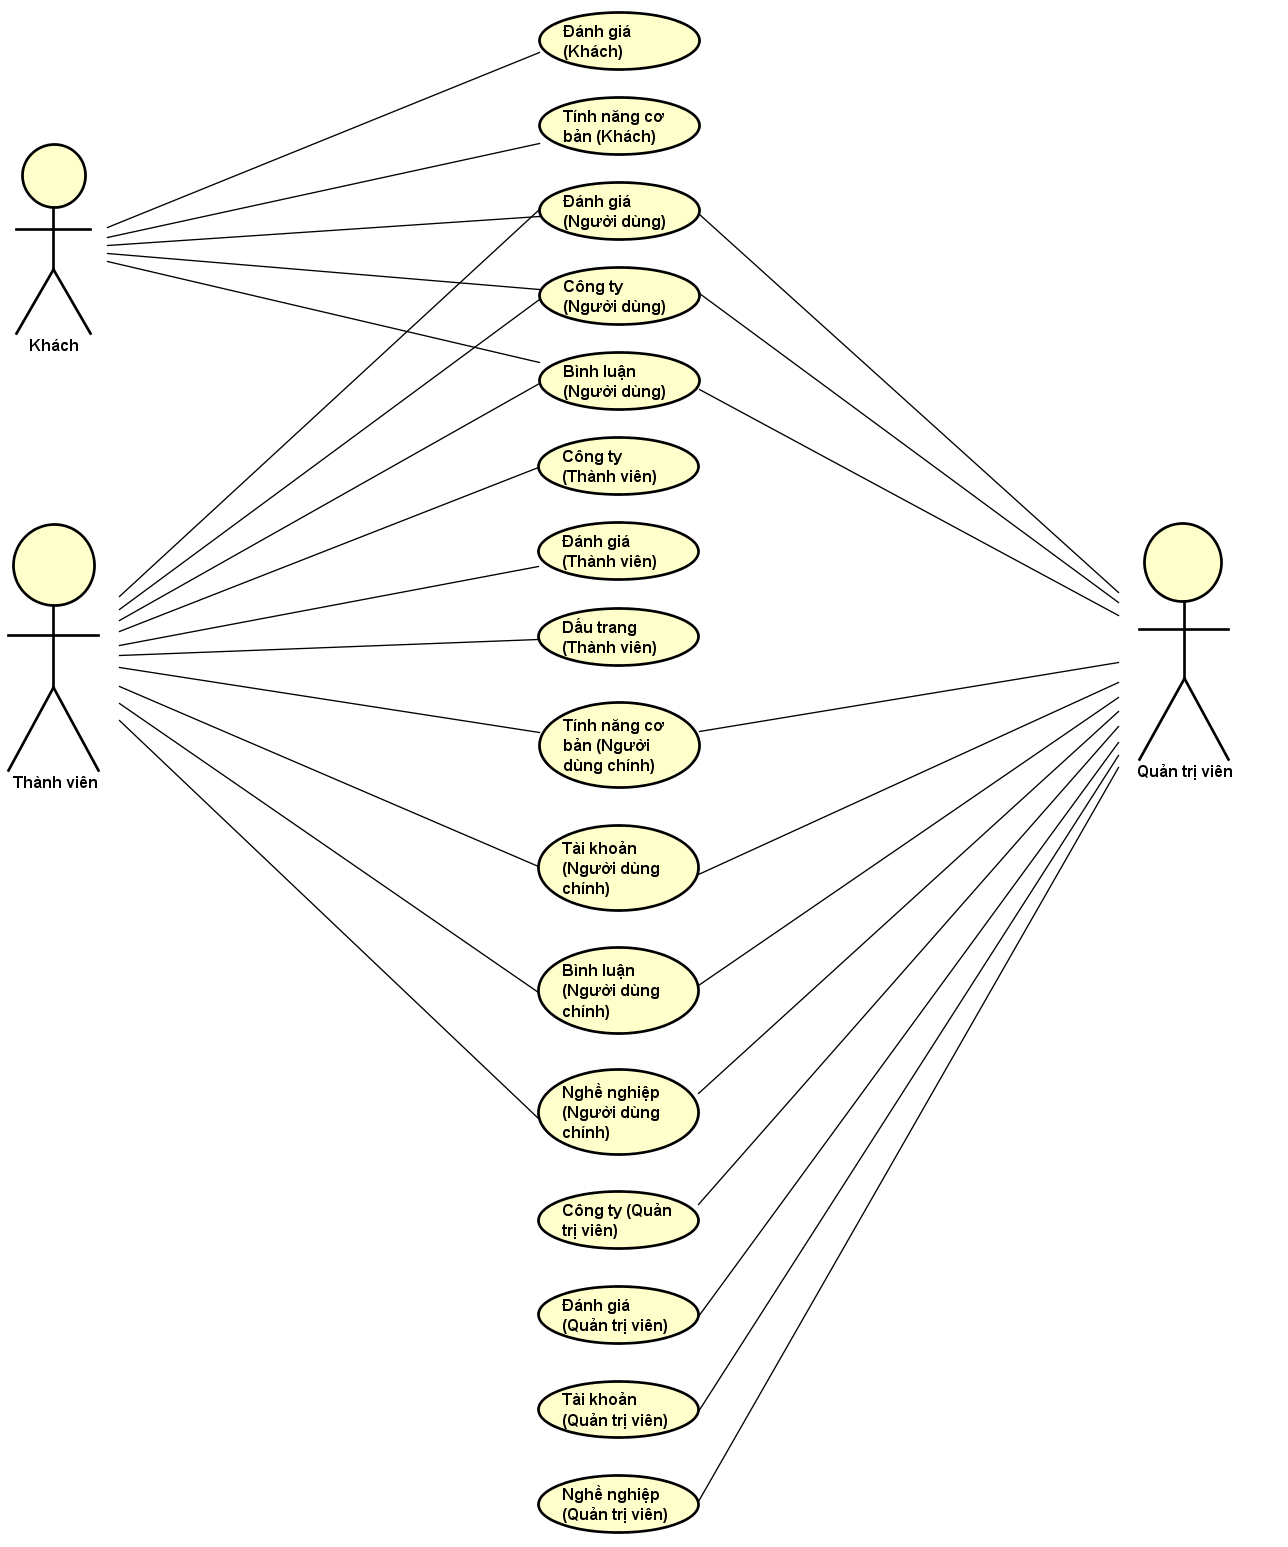 Đánh giá
(Khách)
Tính năng cơ
bản (Khách)
Đánh giá
(Người dùng)
Công ty
(Người dùng)
Khách
Bình luận
(Người dùng)
Công ty
(Thành viên)
Đánh giá
(Thành viên)
Dấu trang
(Thành viên)
Tính năng cơ
bản (Người
dùng chính)
Thành viên
Quản trị viên
Tài khoản
(Người dùng
chính)
Bình luận
(Người dùng
chính)
Nghề nghiệp
(Người dùng
chính)
Công ty (Quản
trị viên)
Đánh giá
(Quản trị viên)
Tài khoản
(Quản trị viên)
Nghề nghiệp
(Quản trị viên)